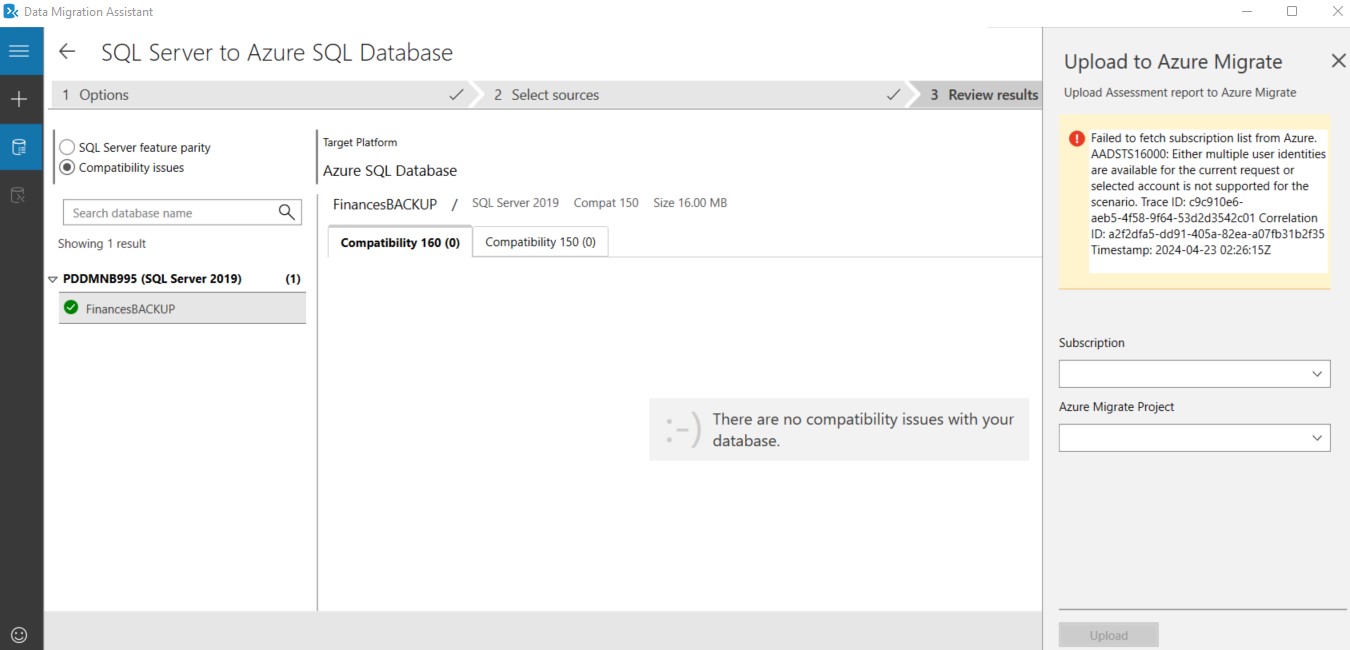 Data Migration Assistant
SQL Server to Azure SQL Database
1 Options
2 Select sources
3 Review results
SQL Server feature parity
Compatibility issues
Search database name
Showing 1 result
PDDMNB995 (SQL Server 2019) (1)
FinancesBACKUP
Target Platform
Azure SQL Database
FinancesBACKUP / SQL Server 2019 Compat 150 Size 16.00 MB
Compatibility 160 (0)
Compatibility 150 (0)
:-)
There are no compatibility issues with your
database.
Upload to Azure Migrate
Upload Assessment report to Azure Migrate
Failed to fetch subscription list from Azure.
AADSTS16000: Either multiple user identities
are available for the current request or
selected account is not supported for the
scenario. Trace ID: c9c910e6-
aeb5-4f58-9f64-53d2d3542c01 Correlation
ID: a2f2dfa5-dd91-405a-82ea-a07fb31b2f35
Timestamp: 2024-04-23 02:26:15Z
Subscription
Azure Migrate Project
Upload